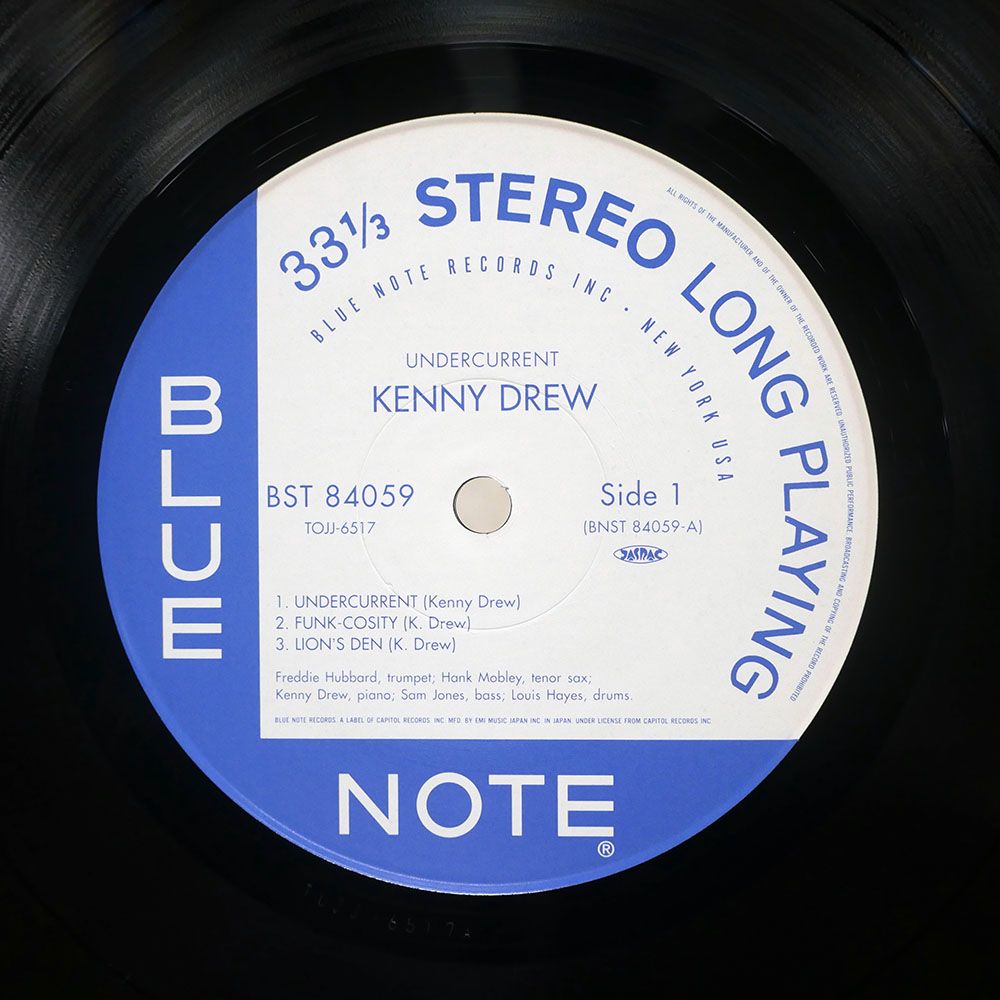 33⅓ STEREO LONG PLAYING
BLUE NOTE RECORDS INC · NEW YORK USA
ALL RIGHTS OF THE MANUFACTURER AND OF THE OWNER OF THE RECORDED WORK ARE RESERVED. UNAUTHORIZED PUBLIC PERFORMANCE, BROADCASTING AND COPYING OF THE RECORD PROHIBITED
UNDERCURRENT
KENNY DREW
BST 84059
TOJJ-6517
Side 1
(BNST 84059-A)
JASRAC
1. UNDERCURRENT (Kenny Drew)
2. FUNK-COSITY (K. Drew)
3. LION'S DEN (K. Drew)
Freddie Hubbard, trumpet; Hank Mobley, tenor sax;
Kenny Drew, piano; Sam Jones, bass; Louis Hayes, drums.
BLUE NOTE RECORDS. A LABEL OF CAPITOL RECORDS. INC. MFD. BY EMI MUSIC JAPAN INC. IN JAPAN. UNDER LICENSE FROM CAPITOL RECORDS INC
BLUE
NOTE
®
TOJJ 6517A